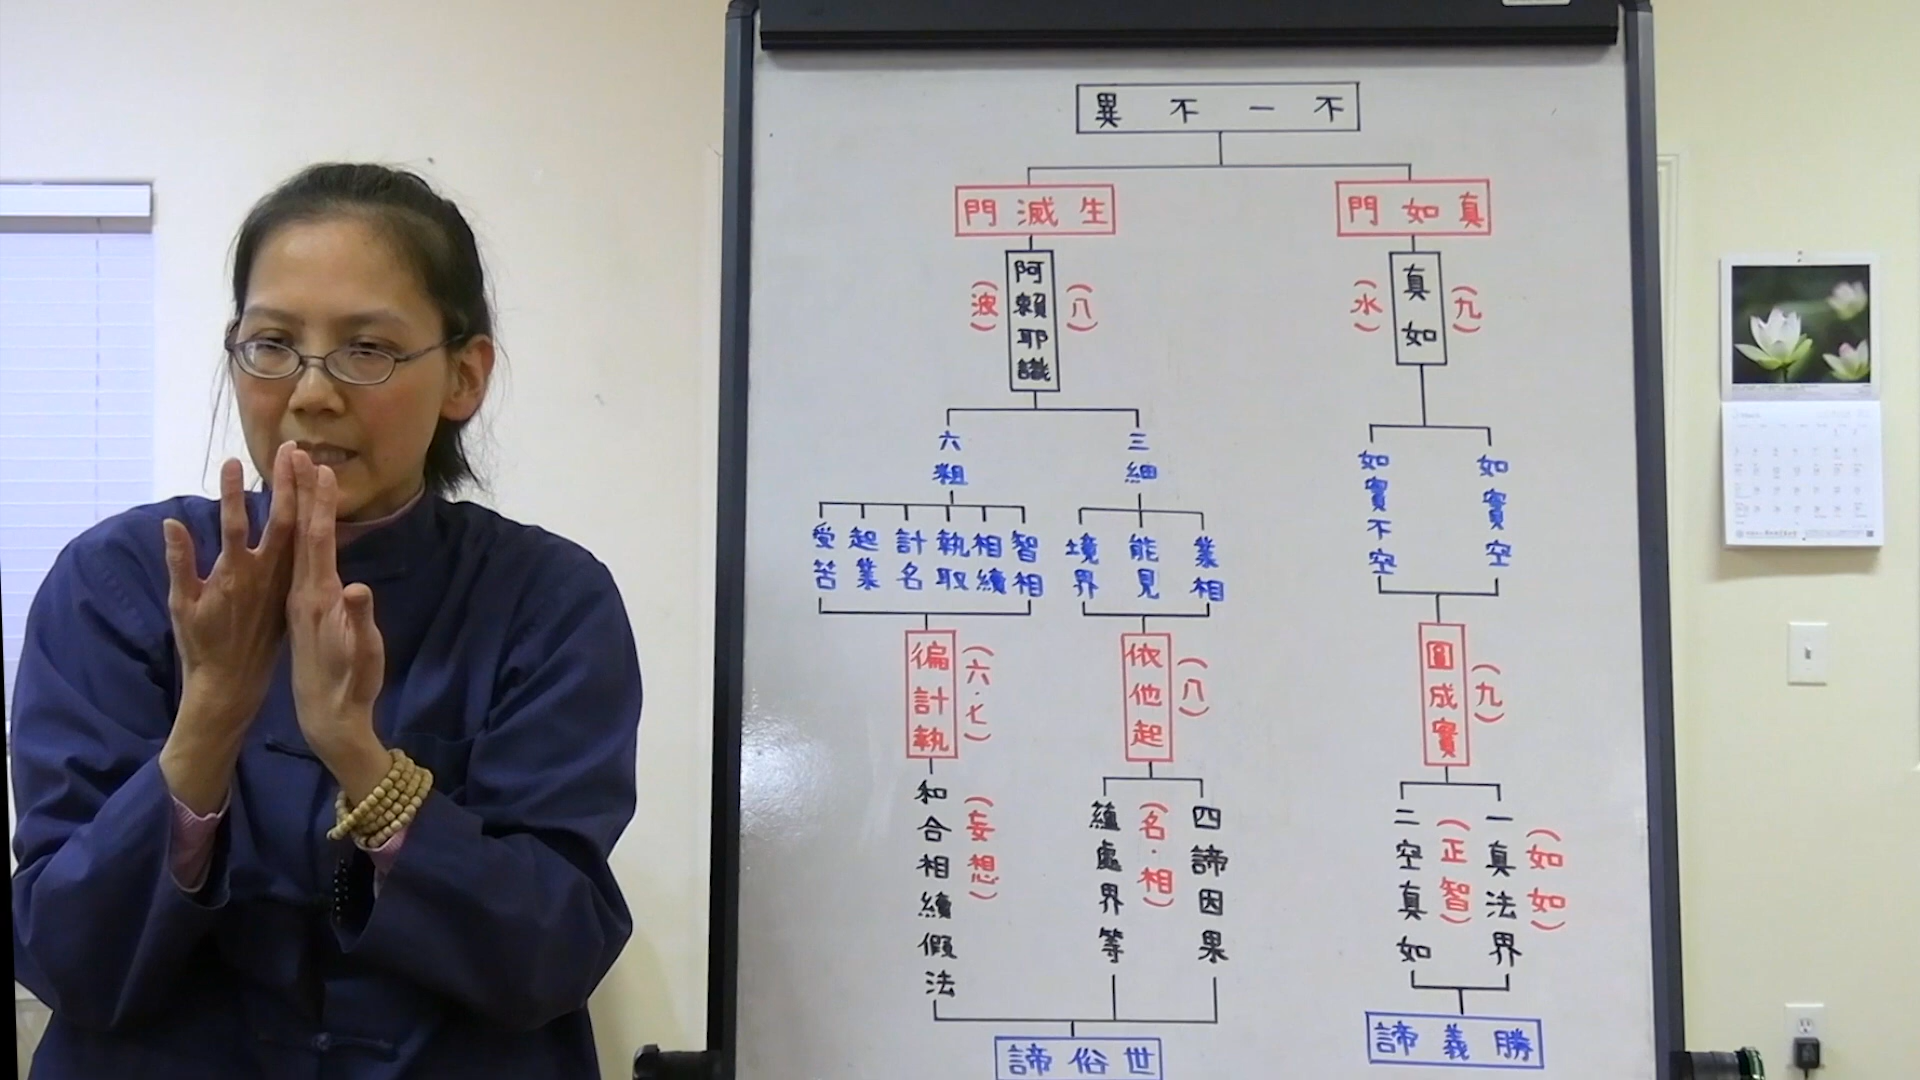 不一不異
真如門
生滅門
真如
(九)
(水)
阿賴耶識
(八)
(波)
如實空
如實不空
三細
六粗
業相
能見
境界
智相
相續
執取
計名
起業
受苦
圓成實
(九)
依他起
(八)
徧計執
(六·七)
一真法界
(如如)
二空真如
(正智)
四諦因果
(名·相)
蘊處界等
和合相續假法
(妄想)
勝義諦
世俗諦